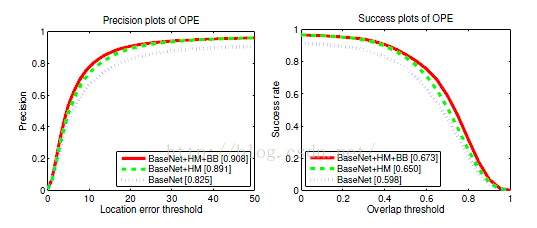 Precision plots of OPE
1
0.8
0.6
0.4
0.2
0
Precision
0 10 20 30 40 50
Location error threshold
BaseNet+HM+BB [0.908]
BaseNet+HM [0.891]
BaseNet [0.825]
Success plots of OPE
1
0.8
0.6
0.4
0.2
0
Success rate
0 0.2 0.4 0.6 0.8 1
Overlap threshold
BaseNet+HM+BB [0.673]
BaseNet+HM [0.650]
BaseNet [0.598]
http://blog.csdn.net/